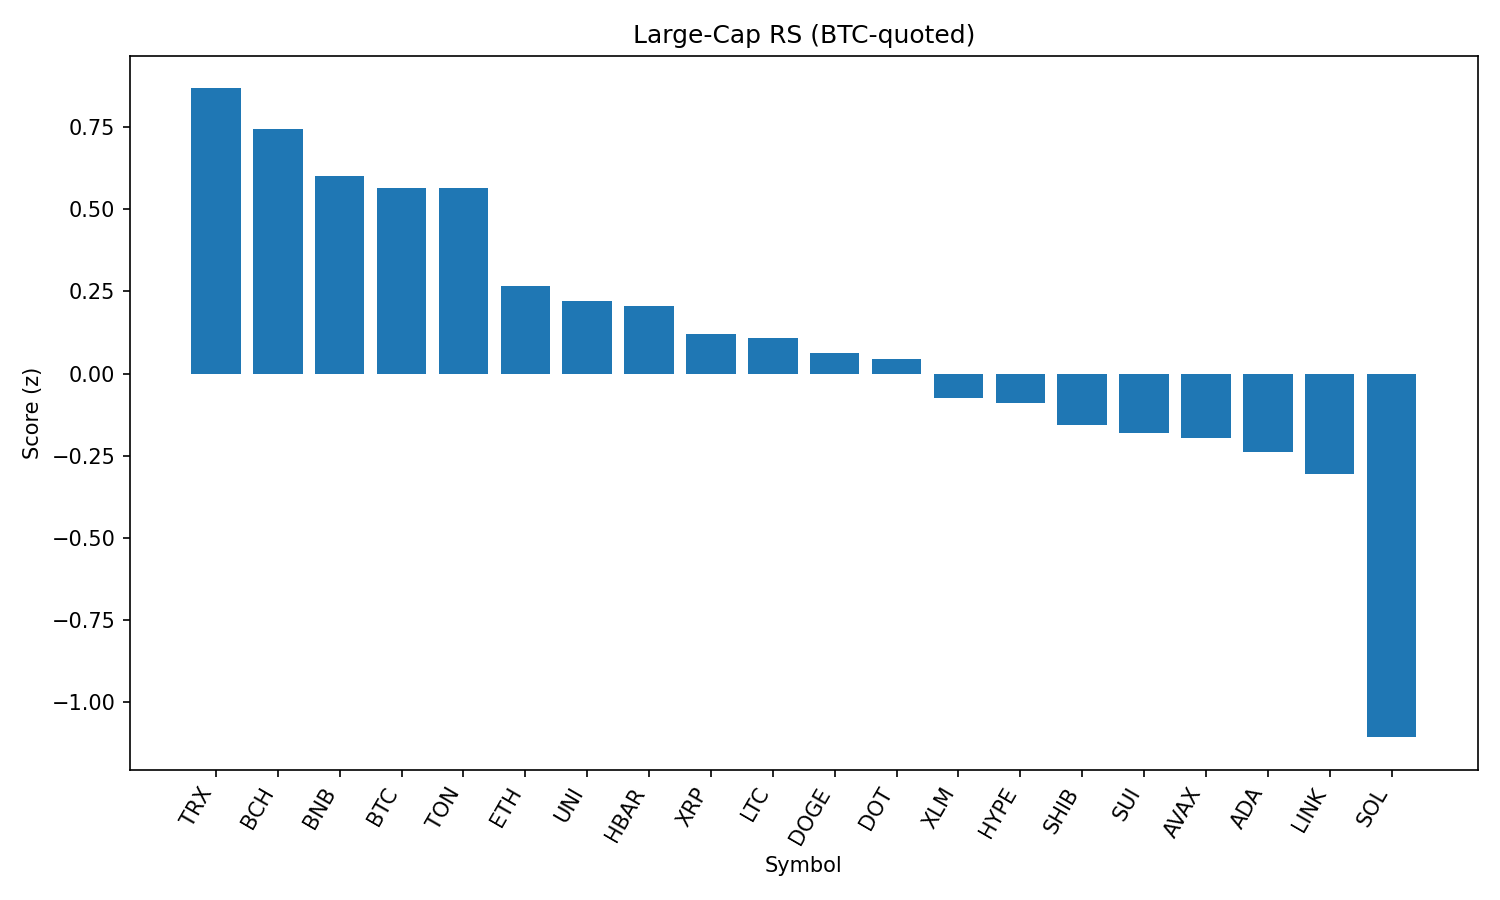 Large-Cap RS (BTC-quoted)
Score (z)
0.75
0.50
0.25
0.00
−0.25
−0.50
−0.75
−1.00
TRX
BCH
BNB
BTC
TON
ETH
UNI
HBAR
XRP
LTC
DOGE
DOT
XLM
HYPE
SHIB
SUI
AVAX
ADA
LINK
SOL
Symbol